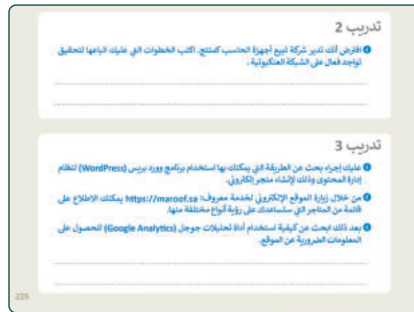 تدريب 2
افترض أنك تدير شركة تبيع أجهزة الحاسب كمنتج. اكتب الخطوات التي عليك اتباعها لتحقيق
تواجد فعال على الشبكة العنكبوتية.
تدريب 3
عليك إجراء بحث عن الطريقة التي يمكنك بها استخدام برنامج وورد بريس (WordPress) لنظام
إدارة المحتوى وذلك لإنشاء متجر إلكتروني.
من خلال زيارة الموقع الإلكتروني لخدمة معروف: https://maroof.sa يمكنك الاطلاع على
قائمة من المتاجر التي ستساعدك على رؤية أنواع مختلفة منها.
بعد ذلك ابحث عن كيفية استخدام أداة تحليلات جوجل (Google Analytics) للحصول على
المعلومات الضرورية عن الموقع.
225